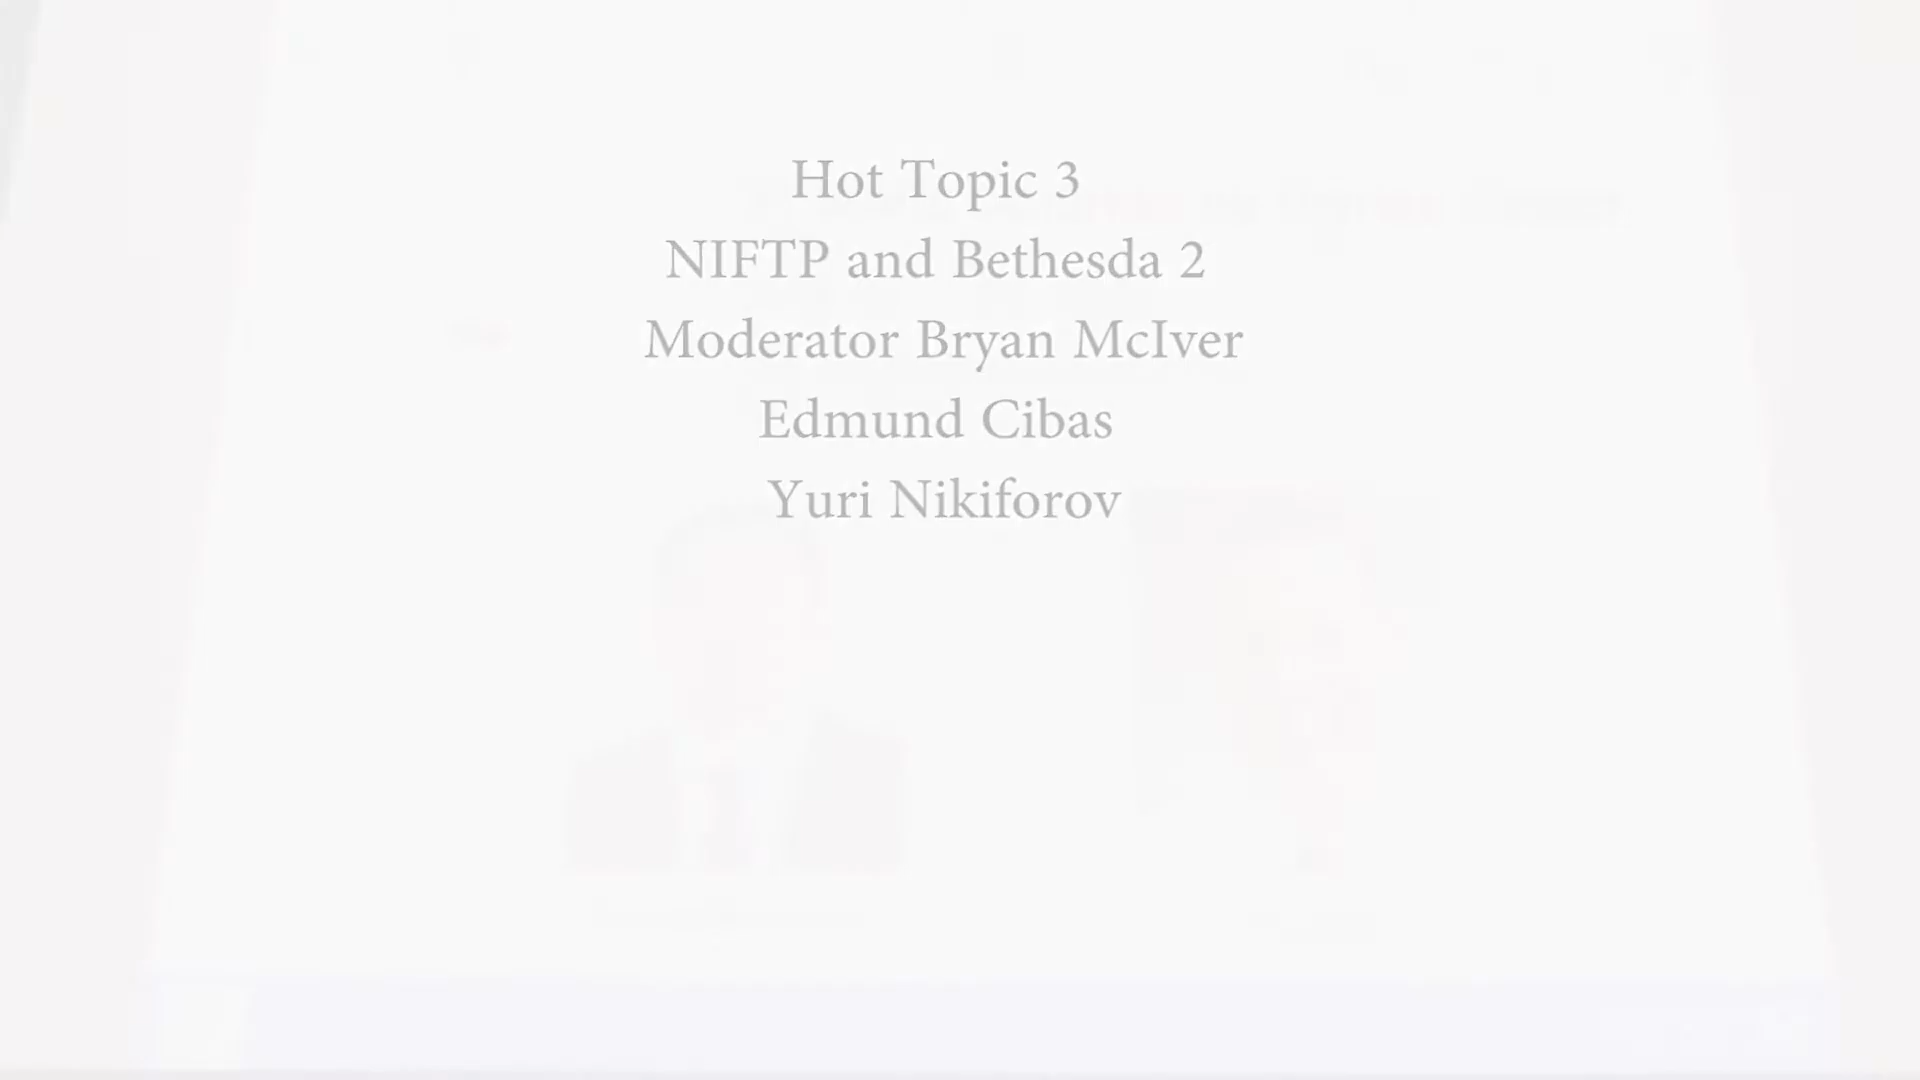 Hot Topic 3
NIFTP and Bethesda 2
Moderator Bryan McIver
Edmund Cibas
Yuri Nikiforov